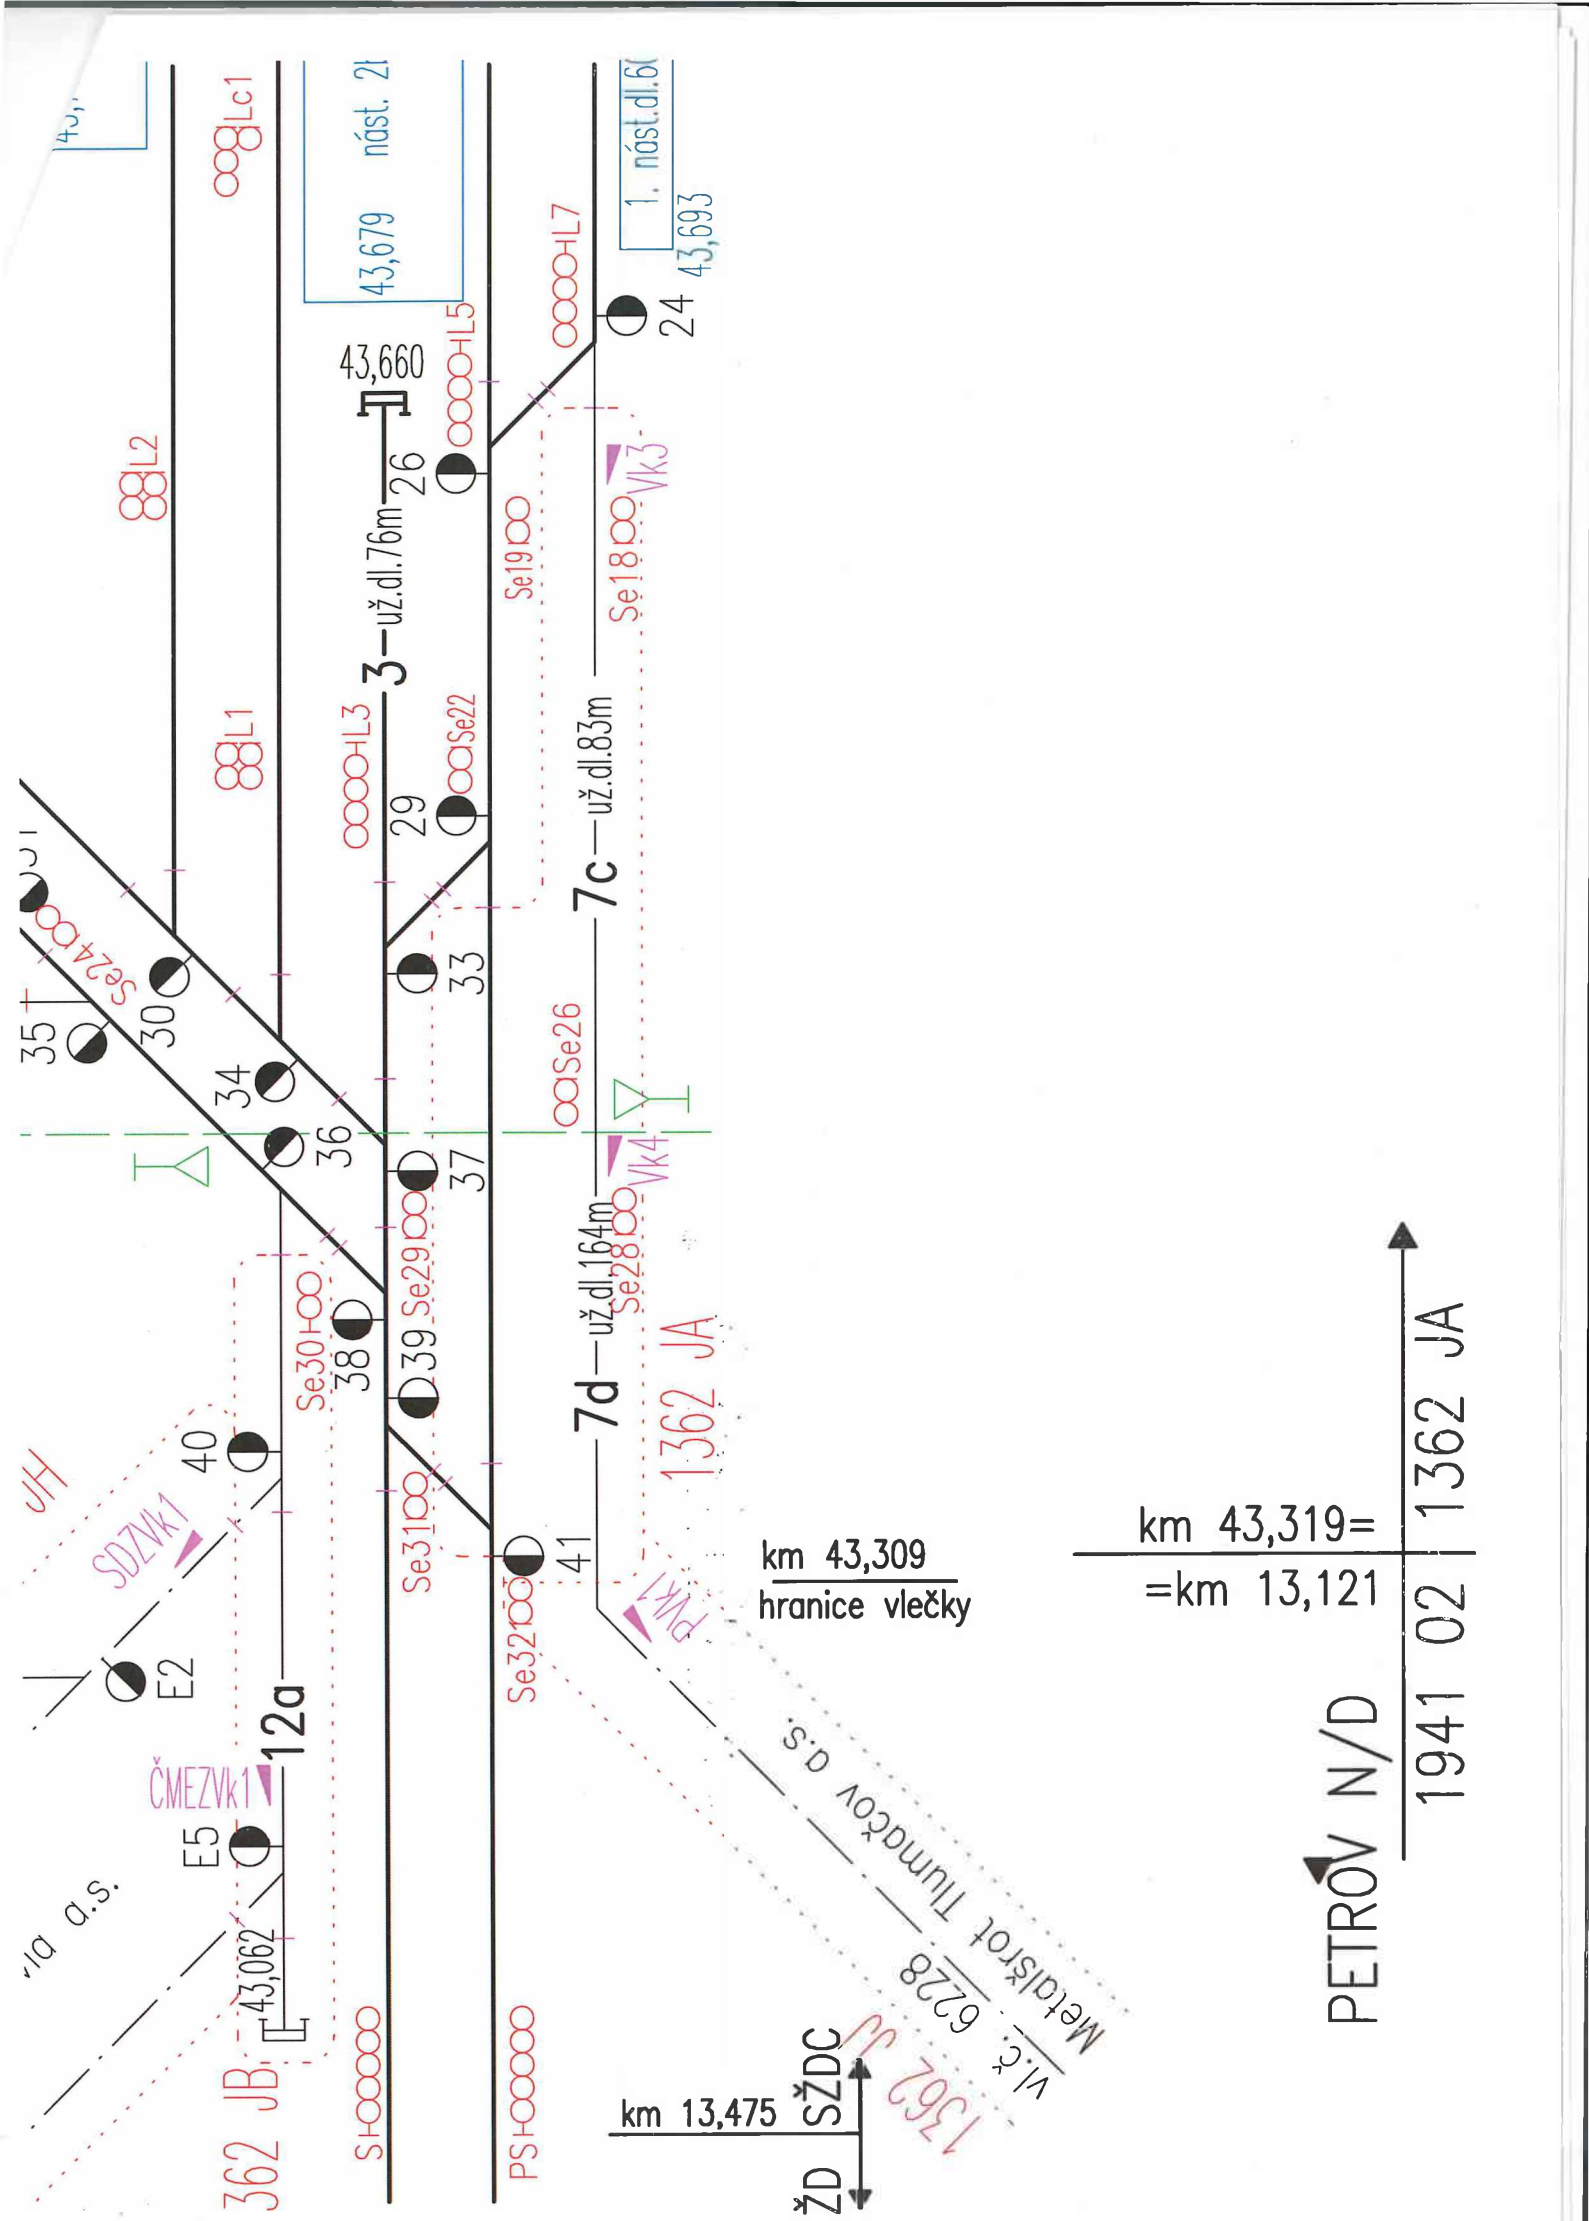 Lc1
43,679 nást.
1. nást.dl.6
43,693
L2
43,660
L5
L7
24
26
Se19
Se18
Vk3
L1
L3
3 už.dl.76m
29
Se22
7c už.dl.83m
Se24
35
30
33
34
36
37
Se26
Vk4
Se29
Se28
7d už.dl.164m
Se30
38
39
40
JH
SDZVk1
1362 JA
Se31
41
Se32
PVk1
km 43,309
hranice vlečky
km 43,319=
=km 13,121
E2
12a
ČMEZVk1
E5
a.s.
43,062
362 JB
S
PS
km 13,475
ŽD SŽDC
1362 JJ
vl.č. 6228
Metalšrot Tlumačov a.s.
PETROV N/D
1941 02 1362 JA